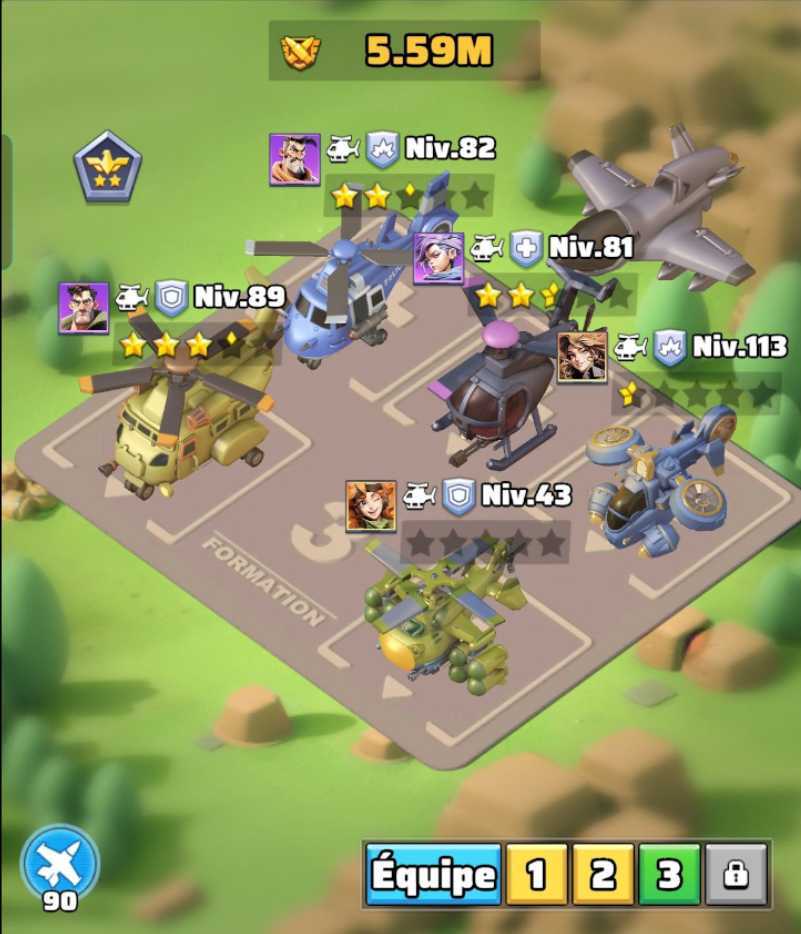 5.59M
Niv.82
Niv.81
Niv.89
Niv.113
Niv.43
POLIC
3
FORMATION
90
Équipe 1 2 3